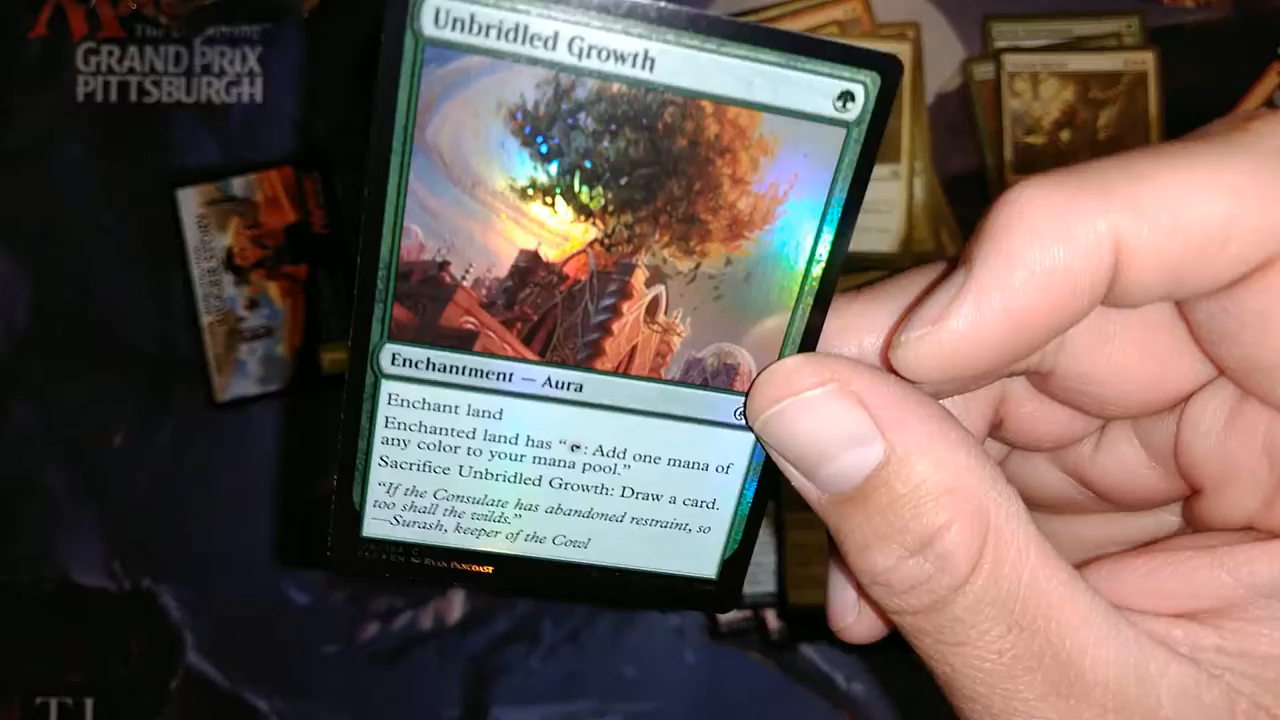 GRAND PRIX
PITTSBURGH
Unbridled Growth
Enchantment — Aura
Enchant land
Enchanted land has “: Add one mana of
any color to your mana pool.”
Sacrifice Unbridled Growth: Draw a card.
“If the Consulate has abandoned restraint, so
too shall the wilds.”
—Surash, keeper of the Cowl
EN Ryan Pancoast